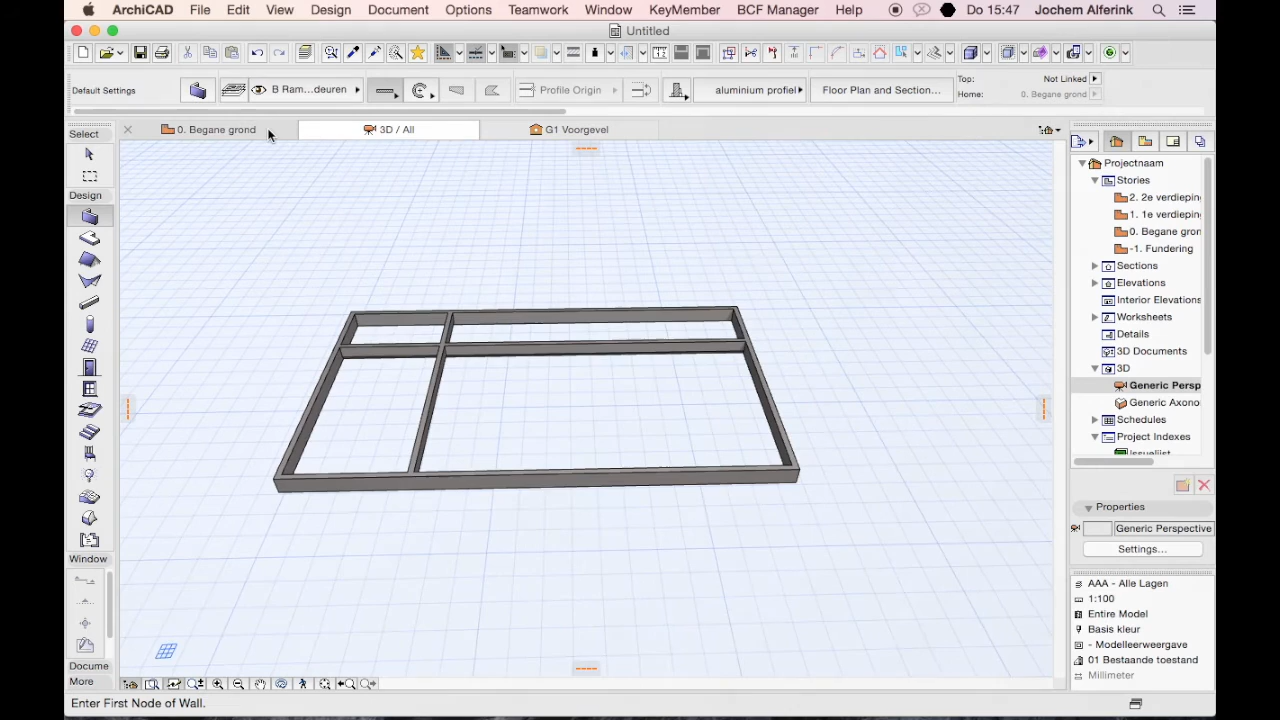 ArchiCAD File Edit View Design Document Options Teamwork Window KeyMember BCF Manager Help Do 15:47 Jochem Alferink
Untitled
Default Settings
B Ram...deuren
Profile Origin
aluminium profiel
Floor Plan and Section...
Top: Not Linked
Home: 0. Begane grond
Select
0. Begane grond
3D / All
G1 Voorgevel
Design
Window
Docume
More
Projectnaam
Stories
2. 2e verdieping
1. 1e verdieping
0. Begane gron
-1. Fundering
Sections
Elevations
Interior Elevations
Worksheets
Details
3D Documents
3D
Generic Persp
Generic Axono
Schedules
Project Indexes
Issuelijst
Properties
Generic Perspective
Settings...
AAA - Alle Lagen
1:100
Entire Model
Basis kleur
- Modelleerweergave
01 Bestaande toestand
Millimeter
Enter First Node of Wall.